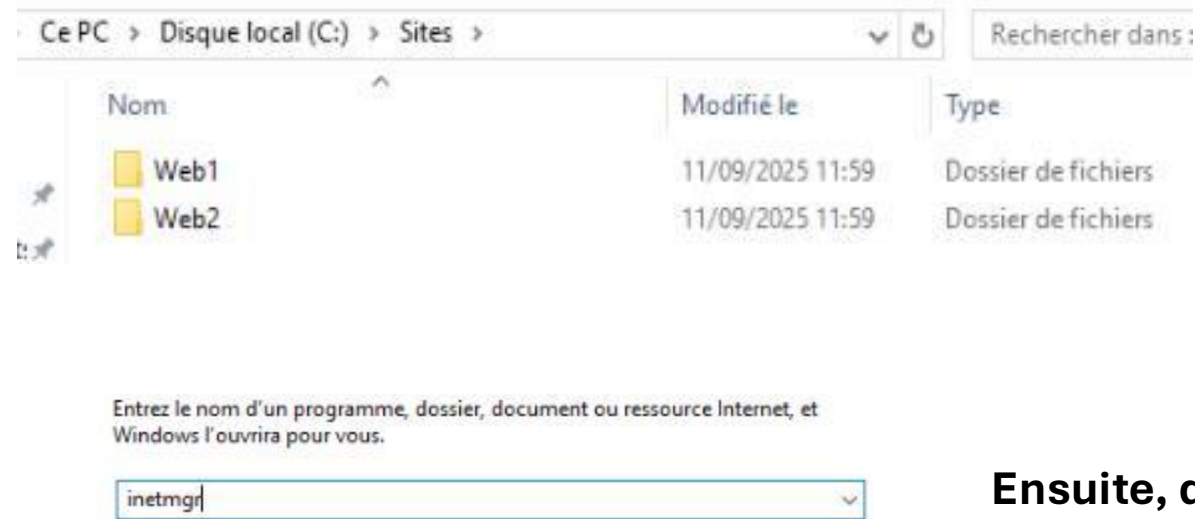 Ce PC > Disque local (C:) > Sites >
Rechercher dans :
Nom Modifié le Type
Web1 11/09/2025 11:59 Dossier de fichiers
Web2 11/09/2025 11:59 Dossier de fichiers
Entrez le nom d'un programme, dossier, document ou ressource Internet, et
Windows l'ouvrira pour vous.
inetmgr
Ensuite,